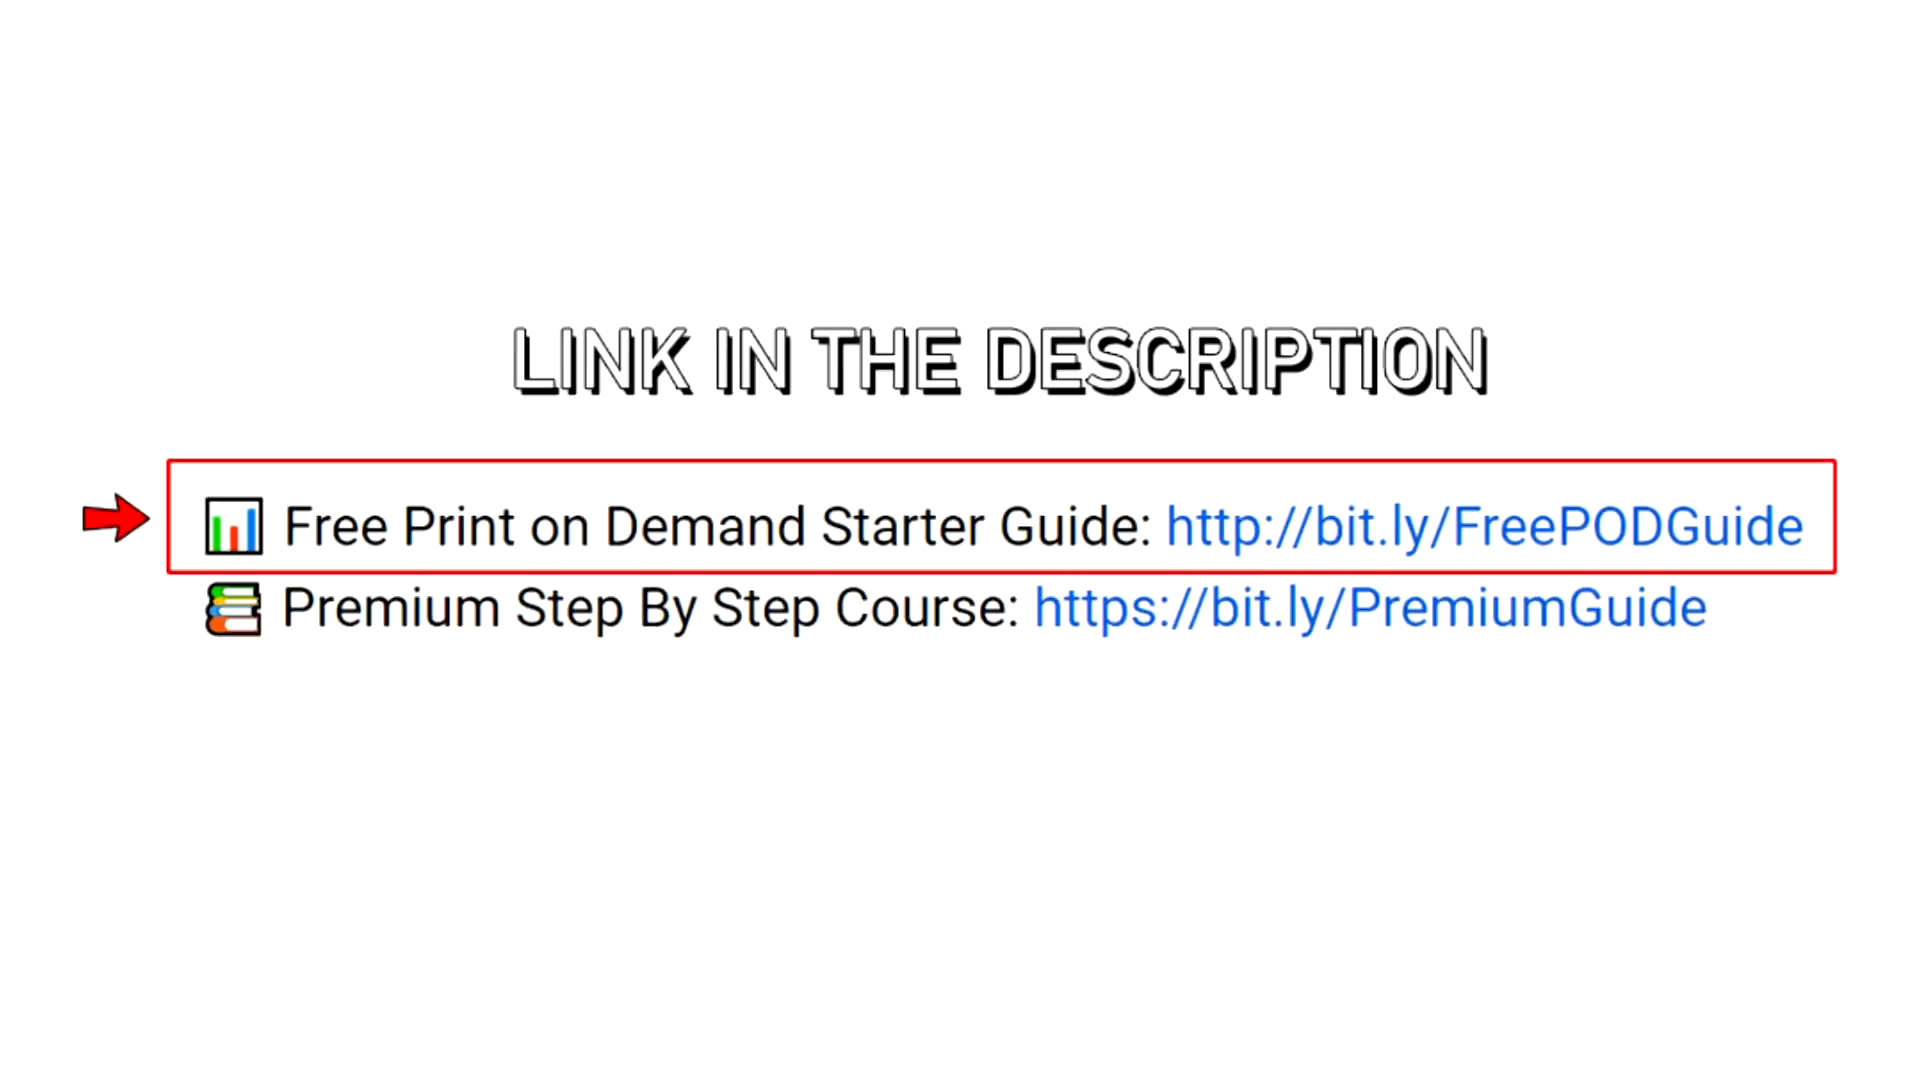 LINK IN THE DESCRIPTION
Free Print on Demand Starter Guide: http://bit.ly/FreePODGuide
Premium Step By Step Course: https://bit.ly/PremiumGuide